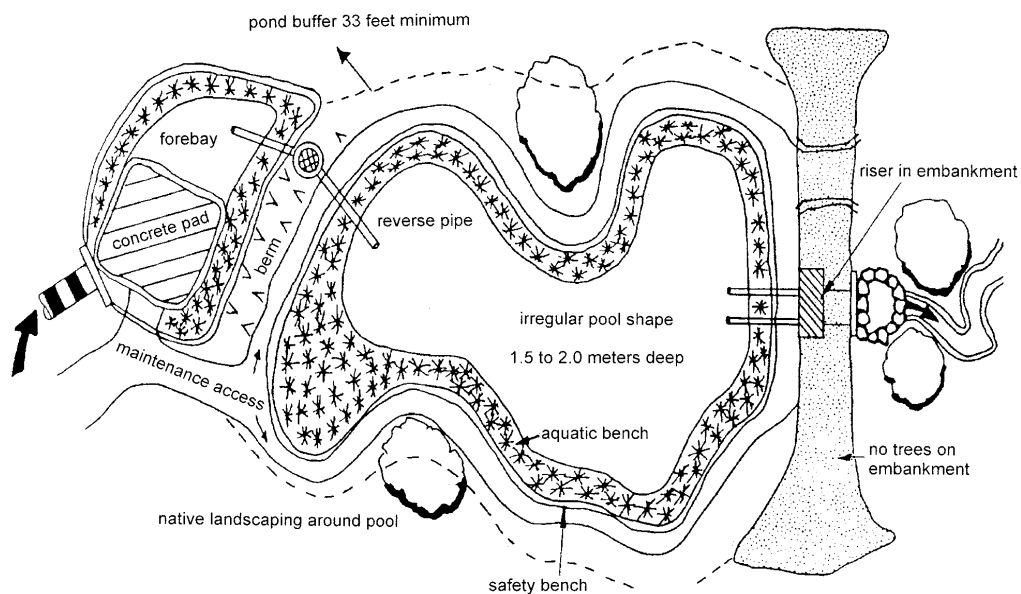 pond buffer 33 feet minimum
forebay
riser in embankment
concrete pad
reverse pipe
berm
irregular pool shape
1.5 to 2.0 meters deep
maintenance access
aquatic bench
no trees on
embankment
native landscaping around pool
safety bench